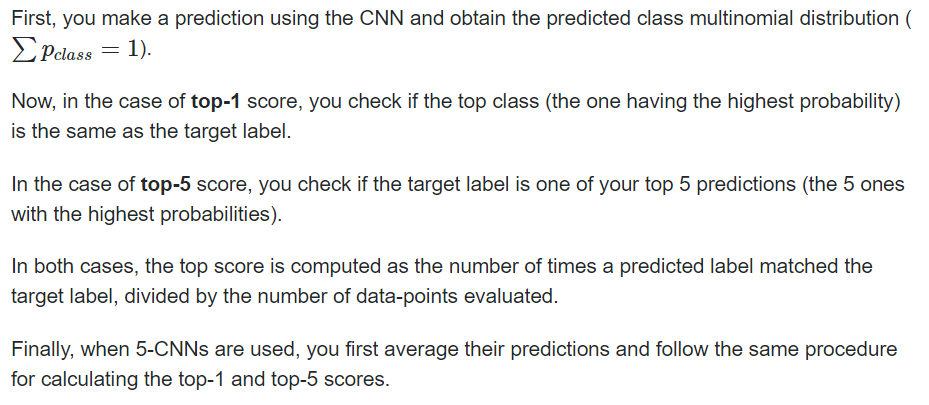 First, you make a prediction using the CNN and obtain the predicted class multinomial distribution (
∑ p_class = 1).
Now, in the case of top-1 score, you check if the top class (the one having the highest probability)
is the same as the target label.
In the case of top-5 score, you check if the target label is one of your top 5 predictions (the 5 ones
with the highest probabilities).
In both cases, the top score is computed as the number of times a predicted label matched the
target label, divided by the number of data-points evaluated.
Finally, when 5-CNNs are used, you first average their predictions and follow the same procedure
for calculating the top-1 and top-5 scores.